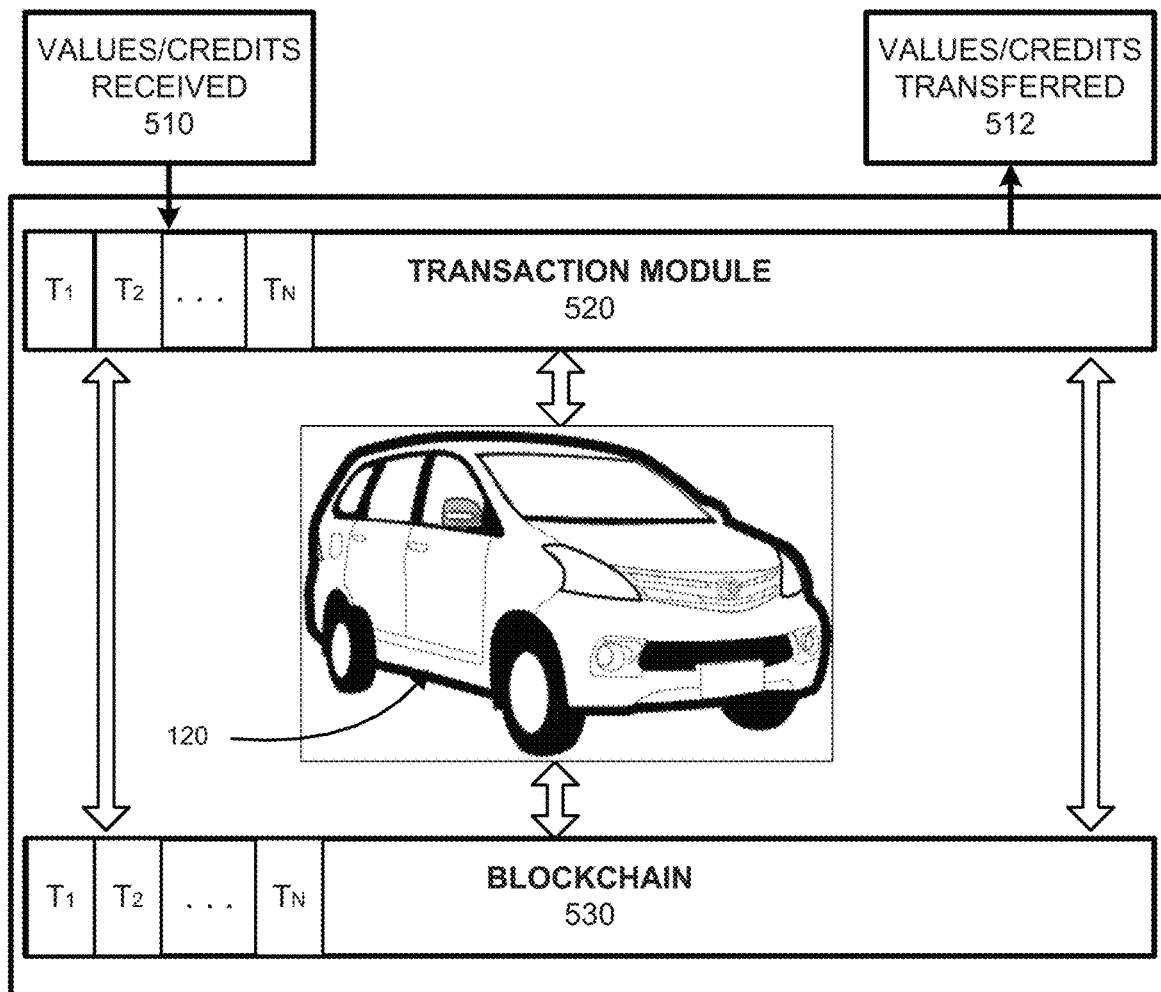 VALUES/CREDITS
RECEIVED
510
VALUES/CREDITS
TRANSFERRED
512
T1 T2 . . . TN
TRANSACTION MODULE
520
120
T1 T2 . . . TN
BLOCKCHAIN
530